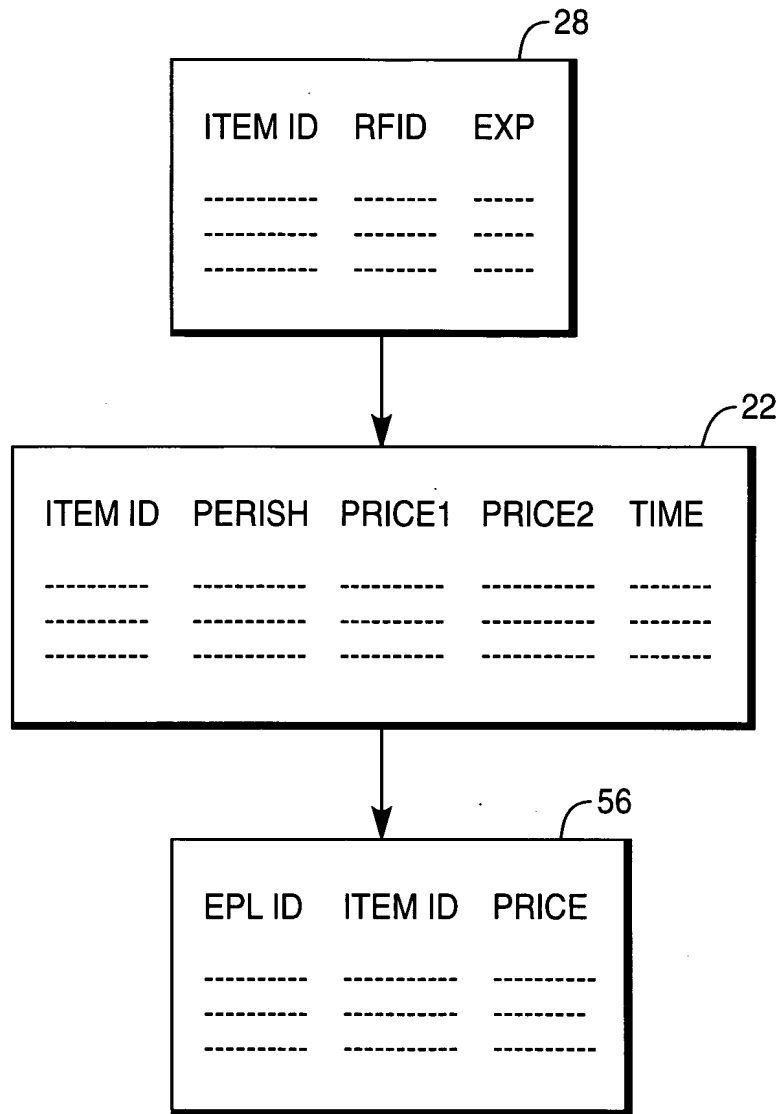 28
ITEM ID RFID EXP
22
ITEM ID PERISH PRICE1 PRICE2 TIME
56
EPL ID ITEM ID PRICE